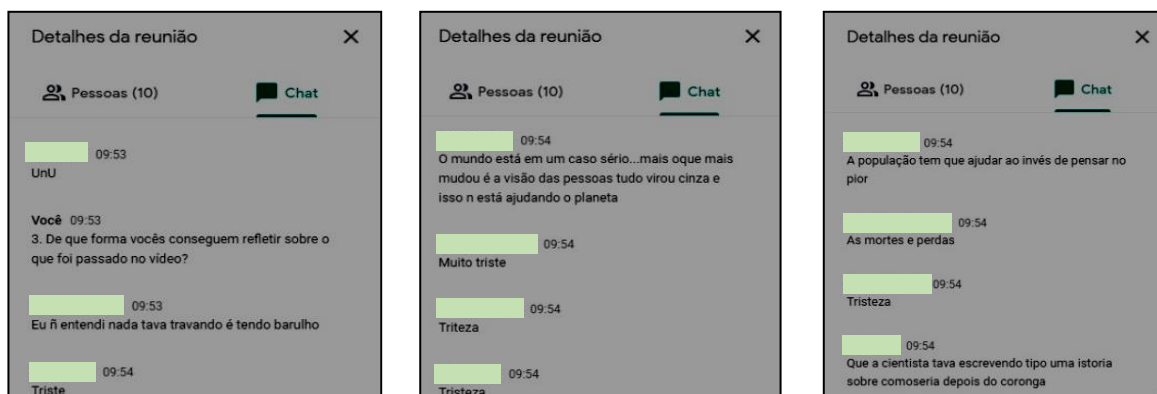 Detalhes da reunião
Pessoas (10)
Chat
09:53
UnU
Você 09:53
3. De que forma vocês conseguem refletir sobre o
que foi passado no vídeo?
09:53
Eu ñ entendi nada tava travando é tendo barulho
09:54
Triste
Detalhes da reunião
Pessoas (10)
Chat
09:54
O mundo está em um caso sério...mais oque mais
mudou é a visão das pessoas tudo virou cinza e
isso n está ajudando o planeta
09:54
Muito triste
09:54
Triteza
09:54
Tristeza
Detalhes da reunião
Pessoas (10)
Chat
09:54
A população tem que ajudar ao invés de pensar no
pior
09:54
As mortes e perdas
09:54
Tristeza
09:54
Que a cientista tava escrevendo tipo uma istoria
sobre comoseria depois do coronga